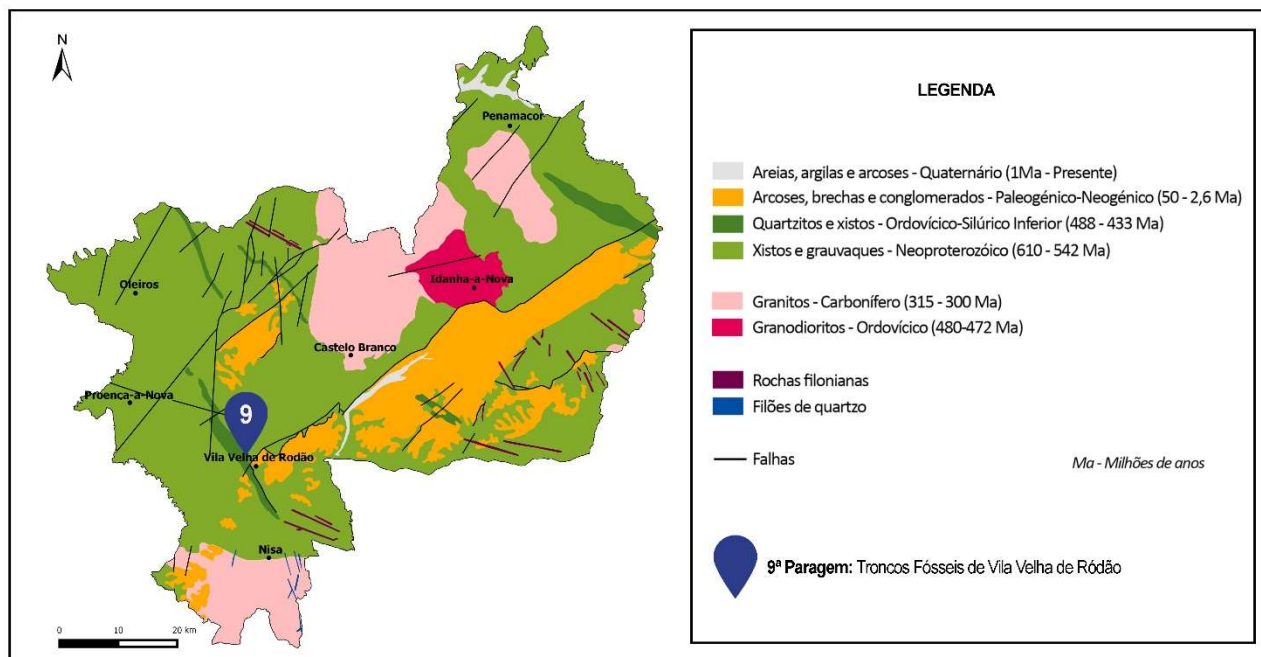 N
Penamacor
Idanha-a-Nova
Oleiros
Castelo Branco
Proença-a-Nova
9
Vila Velha de Rodão
Nisa
0 10 20 km
LEGENDA
Areias, argilas e arcoses - Quaternário (1Ma - Presente)
Arcoses, brechas e conglomerados - Paleogénico-Neogénico (50 - 2,6 Ma)
Quartzitos e xistos - Ordovícico-Silúrico Inferior (488 - 433 Ma)
Xistos e grauvaques - Neoproterozóico (610 - 542 Ma)
Granitos - Carbonífero (315 - 300 Ma)
Granodioritos - Ordovícico (480-472 Ma)
Rochas filonianas
Filões de quartzo
Falhas
Ma - Milhões de anos
9ª Paragem: Troncos Fósseis de Vila Velha de Ródão